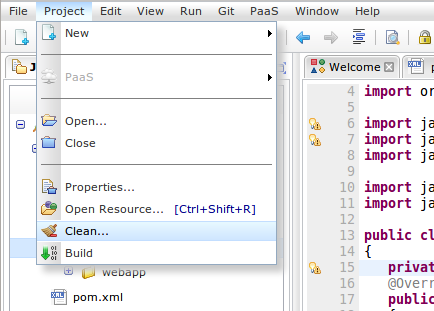 File Project Edit View Run Git PaaS Window Help
New
PaaS
Open...
Close
Properties...
Open Resource... [Ctrl+Shift+R]
Clean...
Build
webapp
pom.xml
Welcome
4 import or
5
6 import ja
7 import ja
8 import ja
9
10 import ja
11 import ja
12
13 public cl
14 {
15 privat
16 @Overr
17 public
18 {